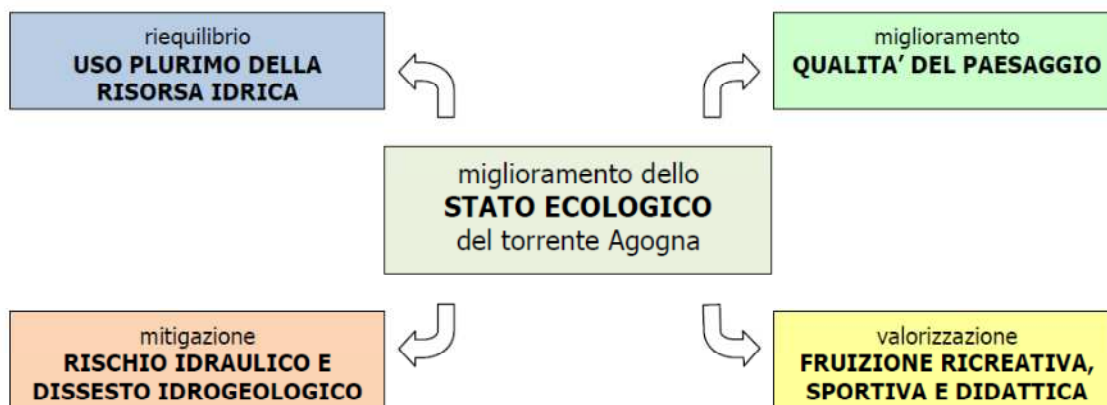 riequilibrio
USO PLURIMO DELLA
RISORSA IDRICA
miglioramento
QUALITA’ DEL PAESAGGIO
miglioramento dello
STATO ECOLOGICO
del torrente Agogna
mitigazione
RISCHIO IDRAULICO E
DISSESTO IDROGEOLOGICO
valorizzazione
FRUIZIONE RICREATIVA,
SPORTIVA E DIDATTICA